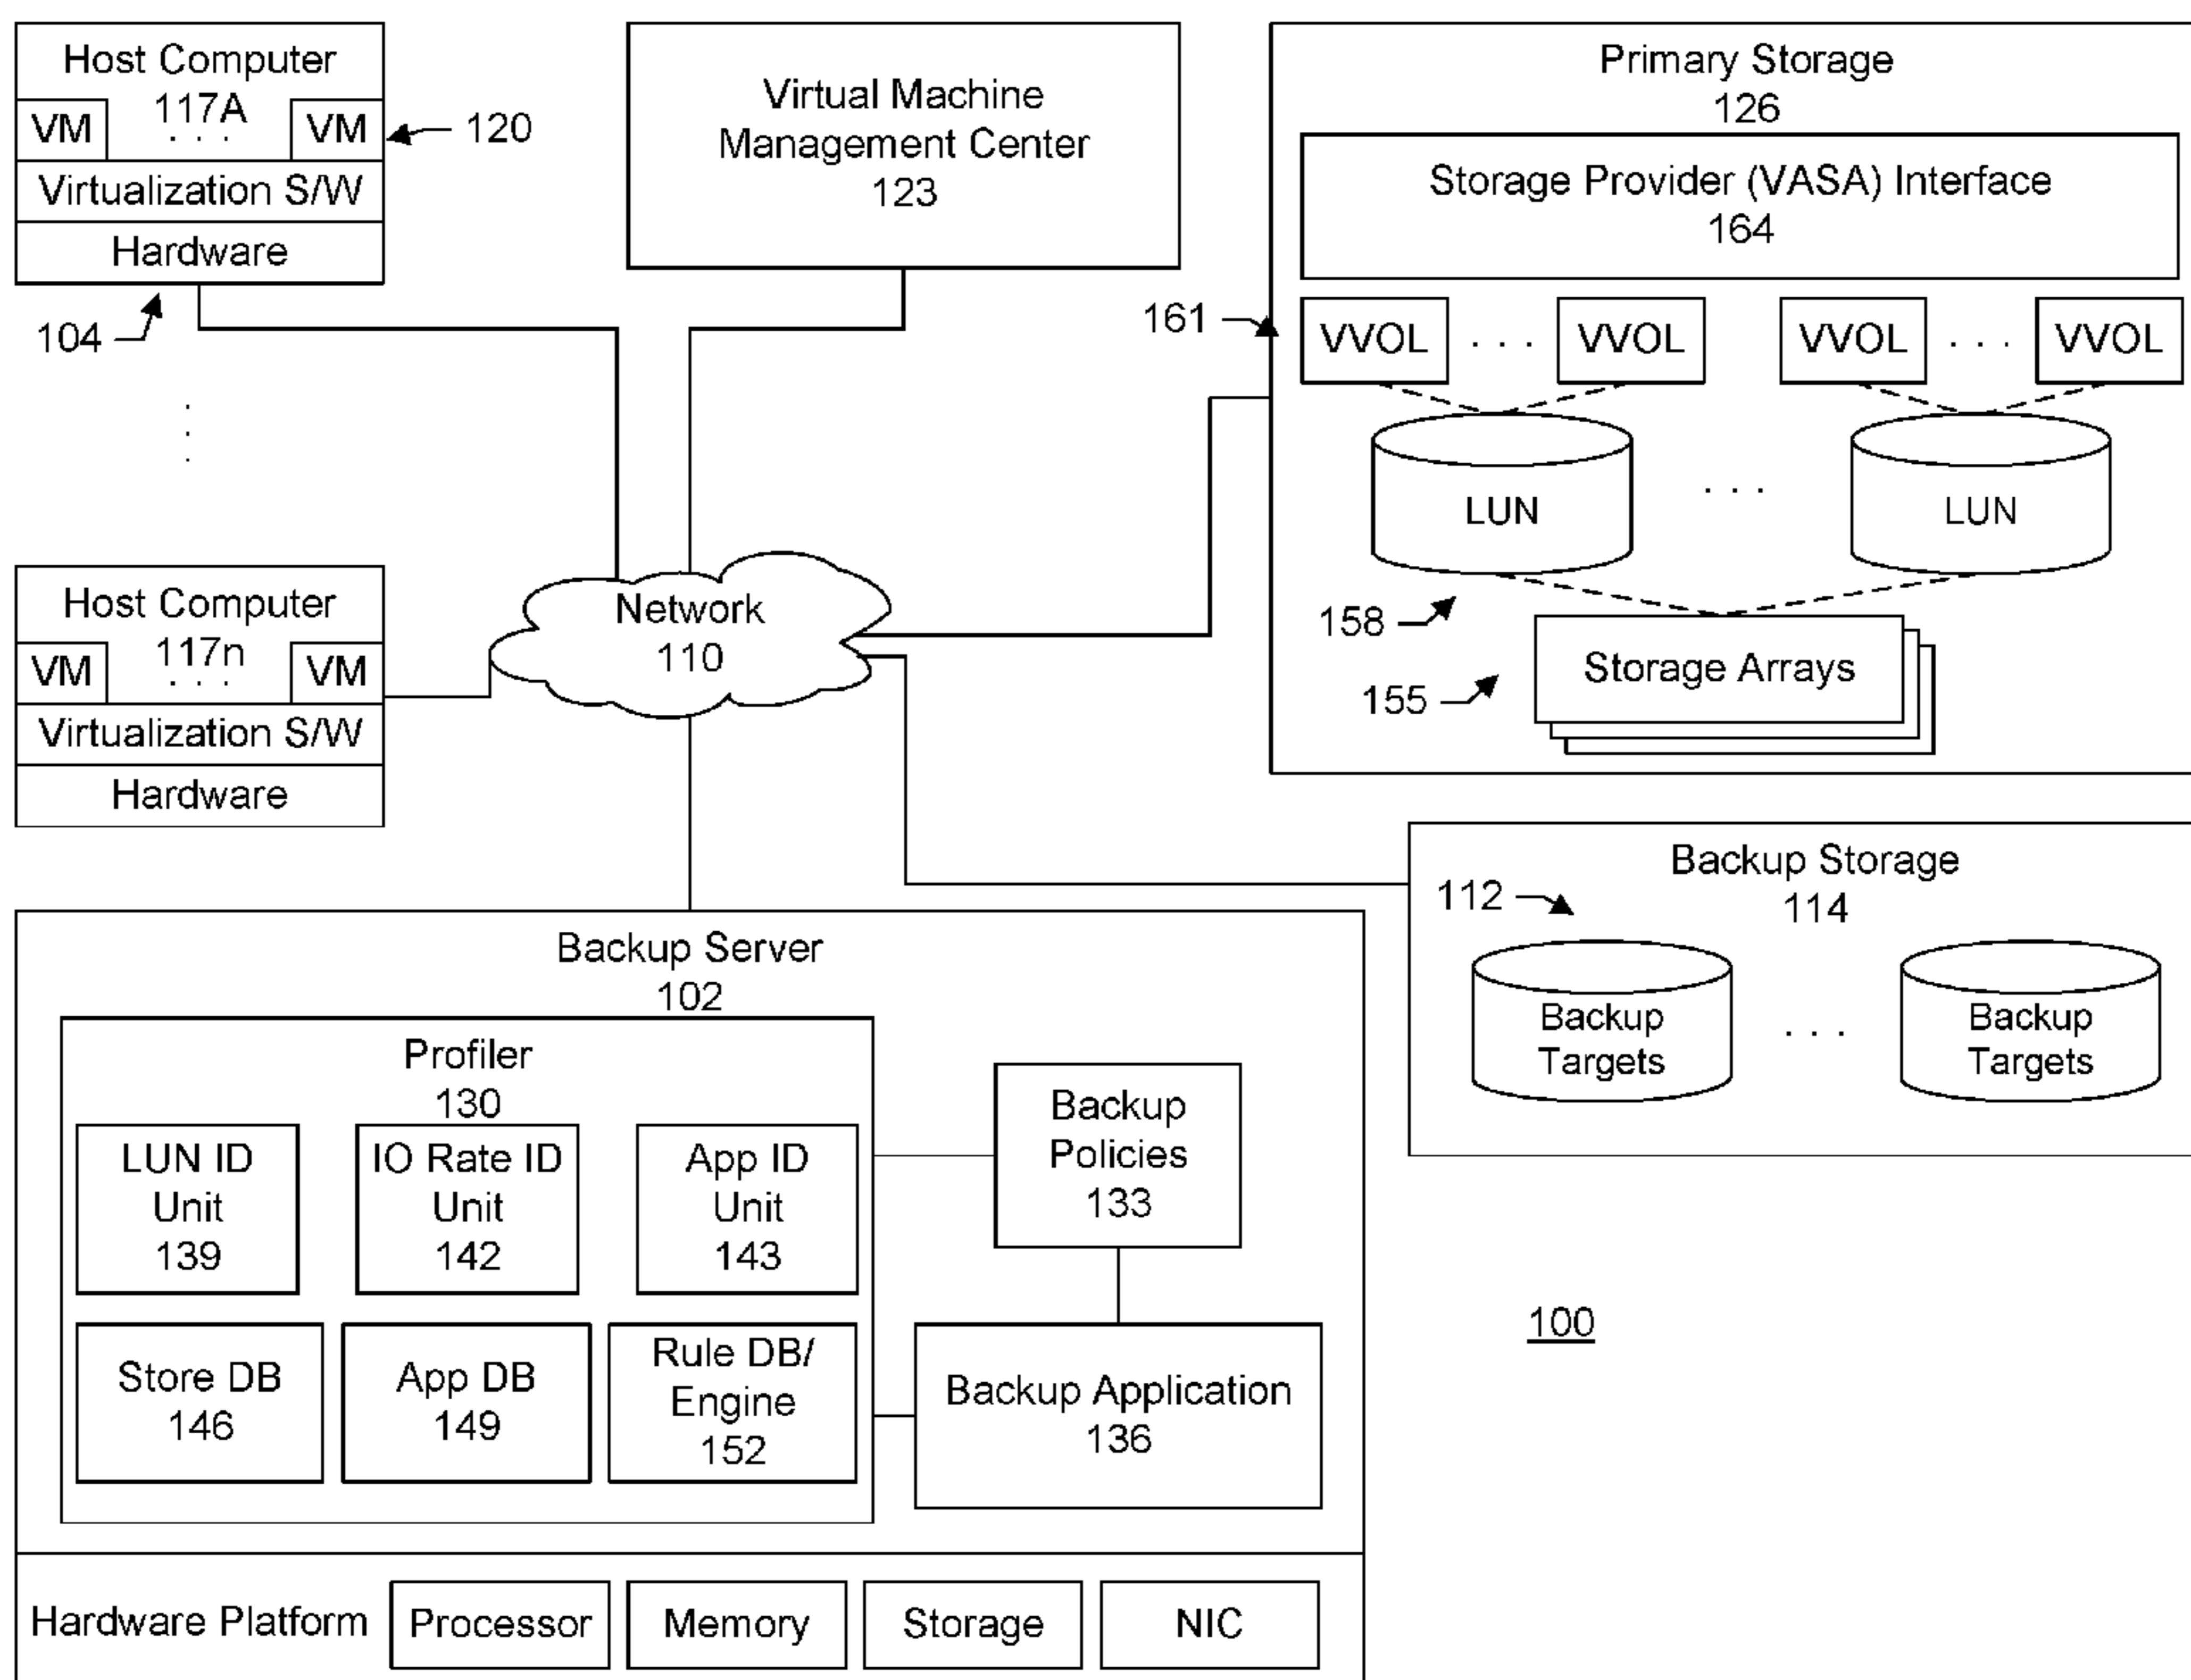 Host Computer
117A
VM
. . .
VM
120
Virtualization S/W
Hardware
104
Virtual Machine
Management Center
123
Primary Storage
126
Storage Provider (VASA) Interface
164
161
VVOL
. . .
VVOL
VVOL
. . .
VVOL
LUN
. . .
LUN
158
155
Storage Arrays
Host Computer
117n
VM
. . .
VM
Virtualization S/W
Hardware
Network
110
Backup Storage
114
112
Backup
Targets
. . .
Backup
Targets
Backup Server
102
Profiler
130
LUN ID
Unit
139
IO Rate ID
Unit
142
App ID
Unit
143
Store DB
146
App DB
149
Rule DB/
Engine
152
Backup
Policies
133
Backup Application
136
100
Hardware Platform
Processor
Memory
Storage
NIC